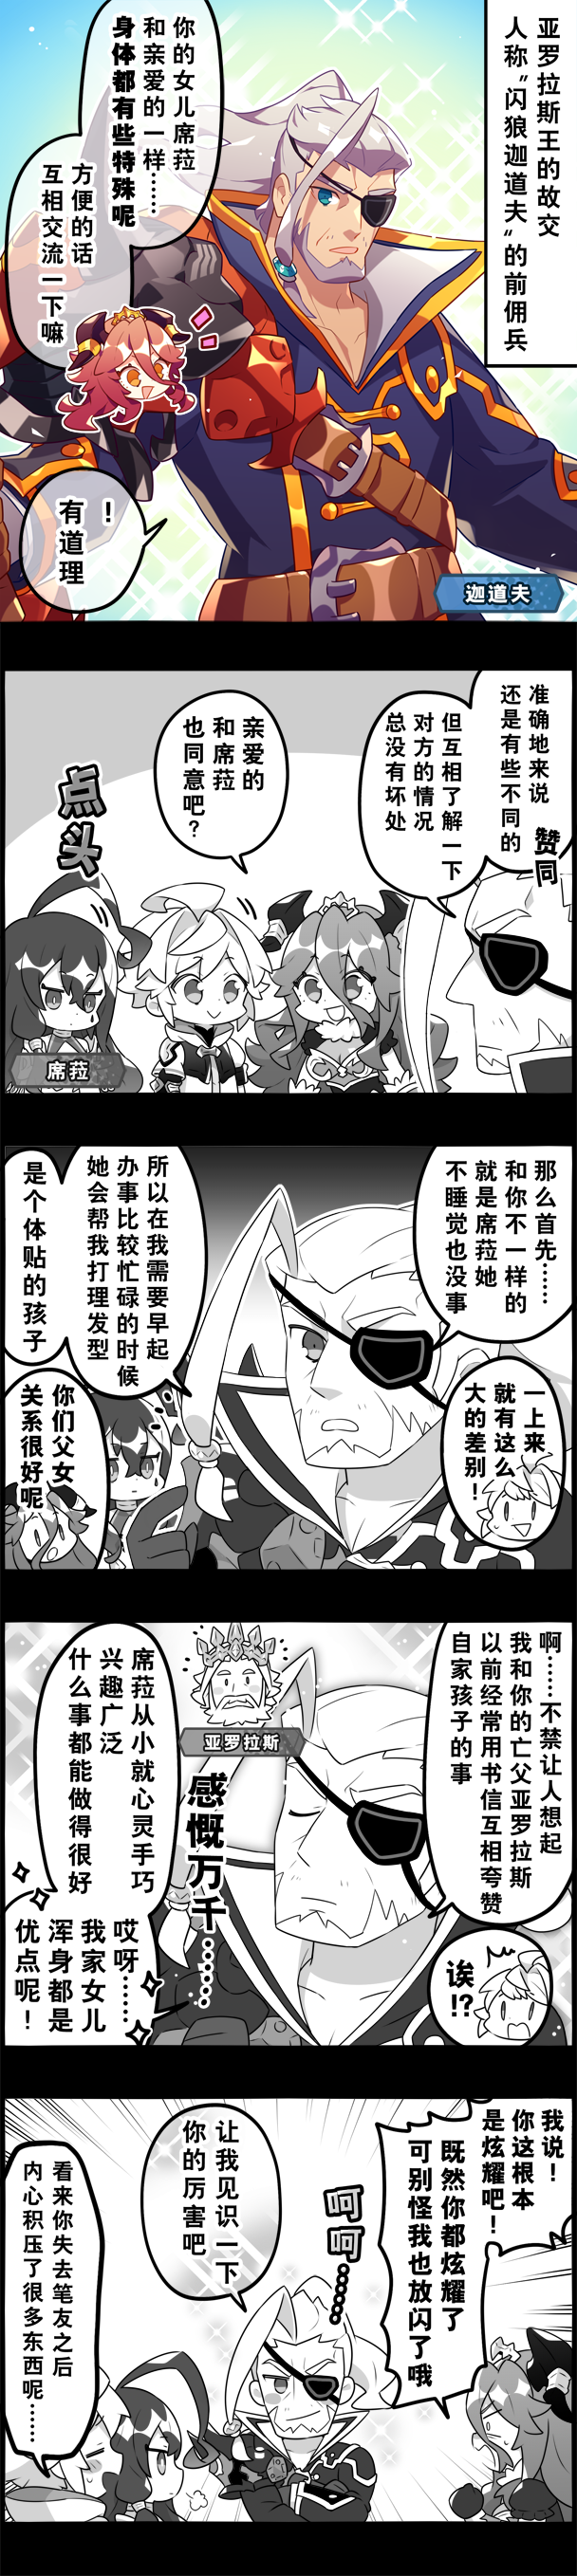 亚罗拉斯王的故交
人称“闪狼迦道夫”的前佣兵
你的女儿席菈
和亲爱的一样……
身体都有些特殊呢
方便的话
互相交流一下嘛
！
有道理
迦道夫
准确地来说
还是有些不同的
赞同
但互相了解一下
对方的情况
总没有坏处
亲爱的
和席菈
也同意吧？
点头
席菈
那么首先……
和你不一样的
就是席菈她
不睡觉也没事
一上来
就有这么
大的差别！
所以在我需要早起
办事比较忙碌的时候
她会帮我打理发型
是个体贴的孩子
你们父女
关系很好呢
啊……不禁让人想起
我和你的亡父亚罗拉斯
以前经常用书信互相夸赞
自家孩子的事
诶!?
亚罗拉斯
感慨万千……
席菈从小就心灵手巧
兴趣广泛
什么事都能做得很好
哎呀……
我家女儿
浑身都是
优点呢！
我说！
你这根本
是炫耀吧！
既然你都炫耀了
可别怪我也放闪了哦
呵呵……
让我见识一下
你的厉害吧
看来你失去笔友之后
内心积压了很多东西呢……